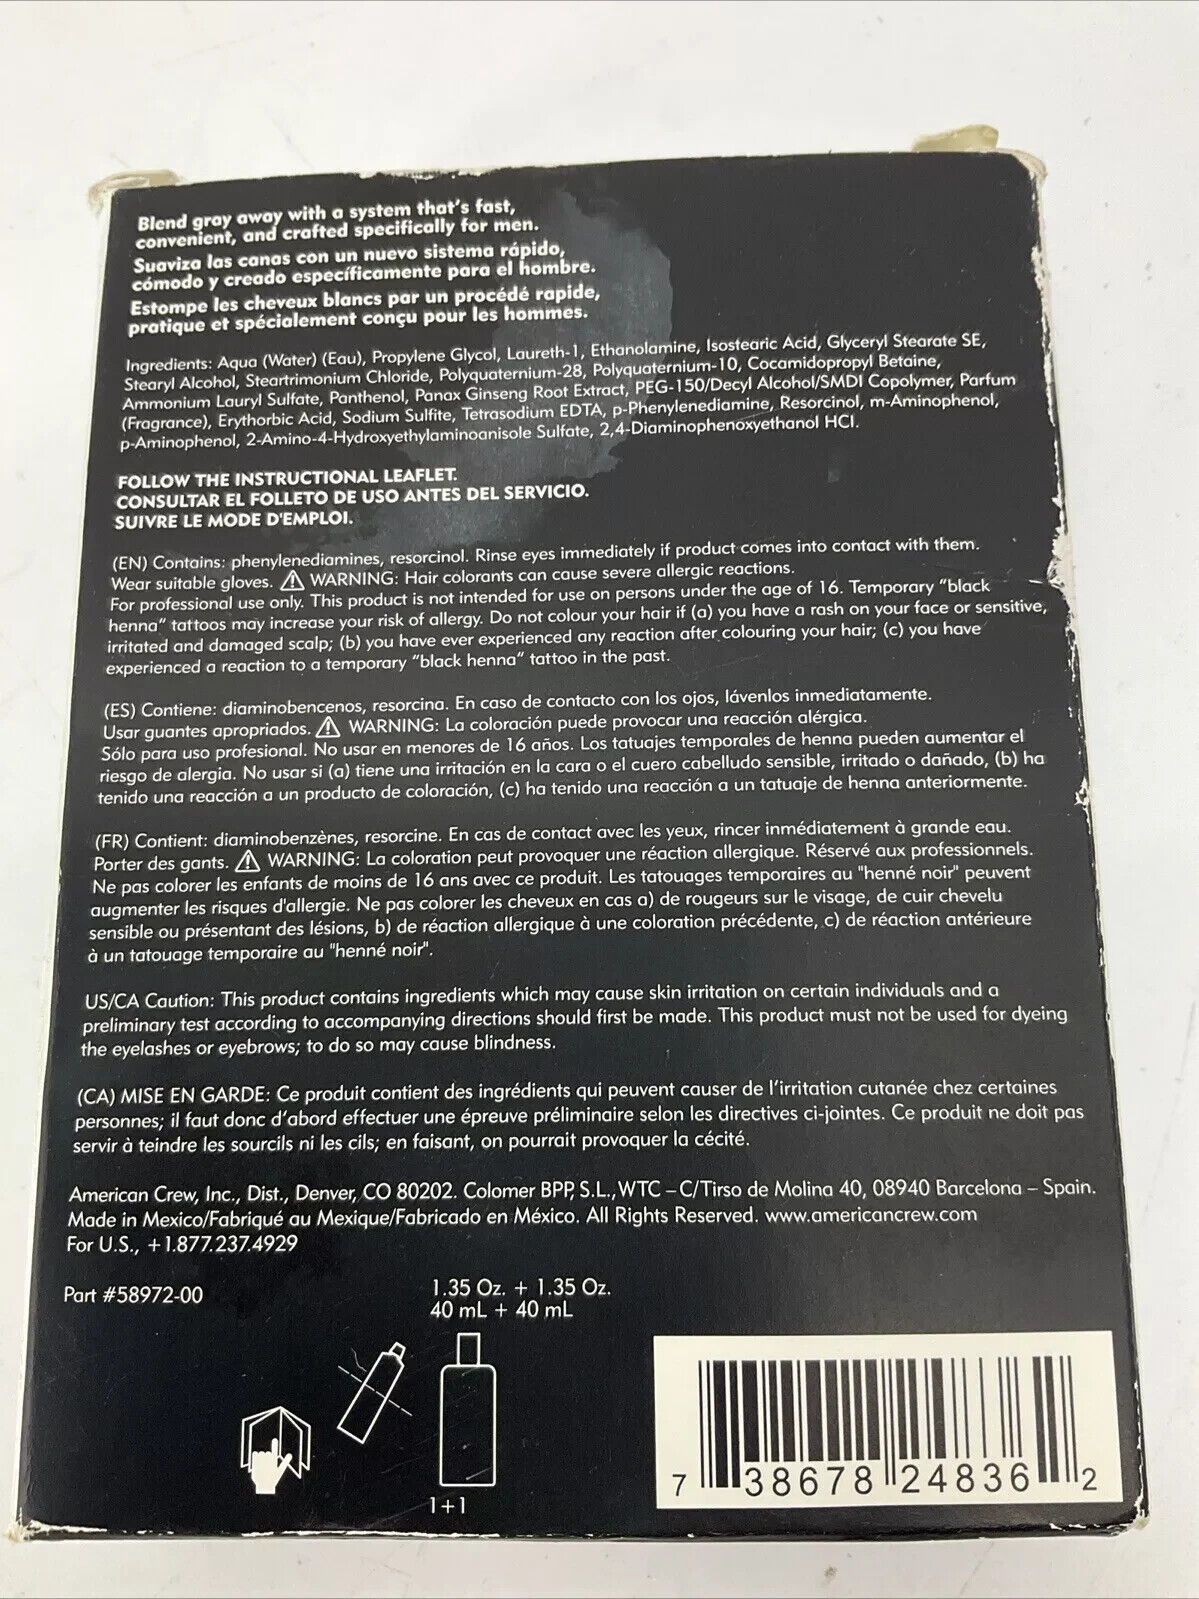 Blend gray away with a system that's fast,
convenient, and crafted specifically for men.
Suaviza las canas con un nuevo sistema rápido,
cómodo y creado específicamente para el hombre.
Estompe les cheveux blancs par un procédé rapide,
pratique et spécialement conçu pour les hommes.
Ingredients: Aqua (Water) (Eau), Propylene Glycol, Laureth-1, Ethanolamine, Isostearic Acid, Glyceryl Stearate SE,
Stearyl Alcohol, Steartrimonium Chloride, Polyquaternium-28, Polyquaternium-10, Cocamidopropyl Betaine,
Ammonium Lauryl Sulfate, Panthenol, Panax Ginseng Root Extract, PEG-150/Decyl Alcohol/SMDI Copolymer, Parfum
(Fragrance), Erythorbic Acid, Sodium Sulfite, Tetrasodium EDTA, p-Phenylenediamine, Resorcinol, m-Aminophenol,
p-Aminophenol, 2-Amino-4-Hydroxyethylaminoanisole Sulfate, 2,4-Diaminophenoxyethanol HCl.
FOLLOW THE INSTRUCTIONAL LEAFLET.
CONSULTAR EL FOLLETO DE USO ANTES DEL SERVICIO.
SUIVRE LE MODE D'EMPLOI.
(EN) Contains: phenylenediamines, resorcinol. Rinse eyes immediately if product comes into contact with them.
Wear suitable gloves. ⚠ WARNING: Hair colorants can cause severe allergic reactions.
For professional use only. This product is not intended for use on persons under the age of 16. Temporary "black
henna" tattoos may increase your risk of allergy. Do not colour your hair if (a) you have a rash on your face or sensitive,
irritated and damaged scalp; (b) you have ever experienced any reaction after colouring your hair; (c) you have
experienced a reaction to a temporary "black henna" tattoo in the past.
(ES) Contiene: diaminobencenos, resorcina. En caso de contacto con los ojos, lávenlos inmediatamente.
Usar guantes apropriados. ⚠ WARNING: La coloración puede provocar una reacción alérgica.
Sólo para uso profesional. No usar en menores de 16 años. Los tatuajes temporales de henna pueden aumentar el
riesgo de alergia. No usar si (a) tiene una irritación en la cara o el cuero cabelludo sensible, irritado o dañado, (b) ha
tenido una reacción a un producto de coloración, (c) ha tenido una reacción a un tatuaje de henna anteriormente.
(FR) Contient: diaminobenzènes, resorcine. En cas de contact avec les yeux, rincer inmédiatement à grande eau.
Porter des gants. ⚠ WARNING: La coloration peut provoquer une réaction allergique. Réservé aux professionnels.
Ne pas colorer les enfants de moins de 16 ans avec ce produit. Les tatouages temporaires au "henné noir" peuvent
augmenter les risques d'allergie. Ne pas colorer les cheveux en cas a) de rougeurs sur le visage, de cuir chevelu
sensible ou présentant des lésions, b) de réaction allergique à une coloration précédente, c) de réaction antérieure
à un tatouage temporaire au "henné noir".
US/CA Caution: This product contains ingredients which may cause skin irritation on certain individuals and a
preliminary test according to accompanying directions should first be made. This product must not be used for dyeing
the eyelashes or eyebrows; to do so may cause blindness.
(CA) MISE EN GARDE: Ce produit contient des ingrédients qui peuvent causer de l'irritation cutanée chez certaines
personnes; il faut donc d'abord effectuer une épreuve préliminaire selon les directives ci-jointes. Ce produit ne doit pas
servir à teindre les sourcils ni les cils; en faisant, on pourrait provoquer la cécité.
American Crew, Inc., Dist., Denver, CO 80202. Colomer BPP, S.L., WTC – C/Tirso de Molina 40, 08940 Barcelona – Spain.
Made in Mexico/Fabriqué au Mexique/Fabricado en México. All Rights Reserved. www.americancrew.com
For U.S., +1.877.237.4929
Part #58972-00
1.35 Oz. + 1.35 Oz.
40 mL + 40 mL
1+1
7 38678 24836 2